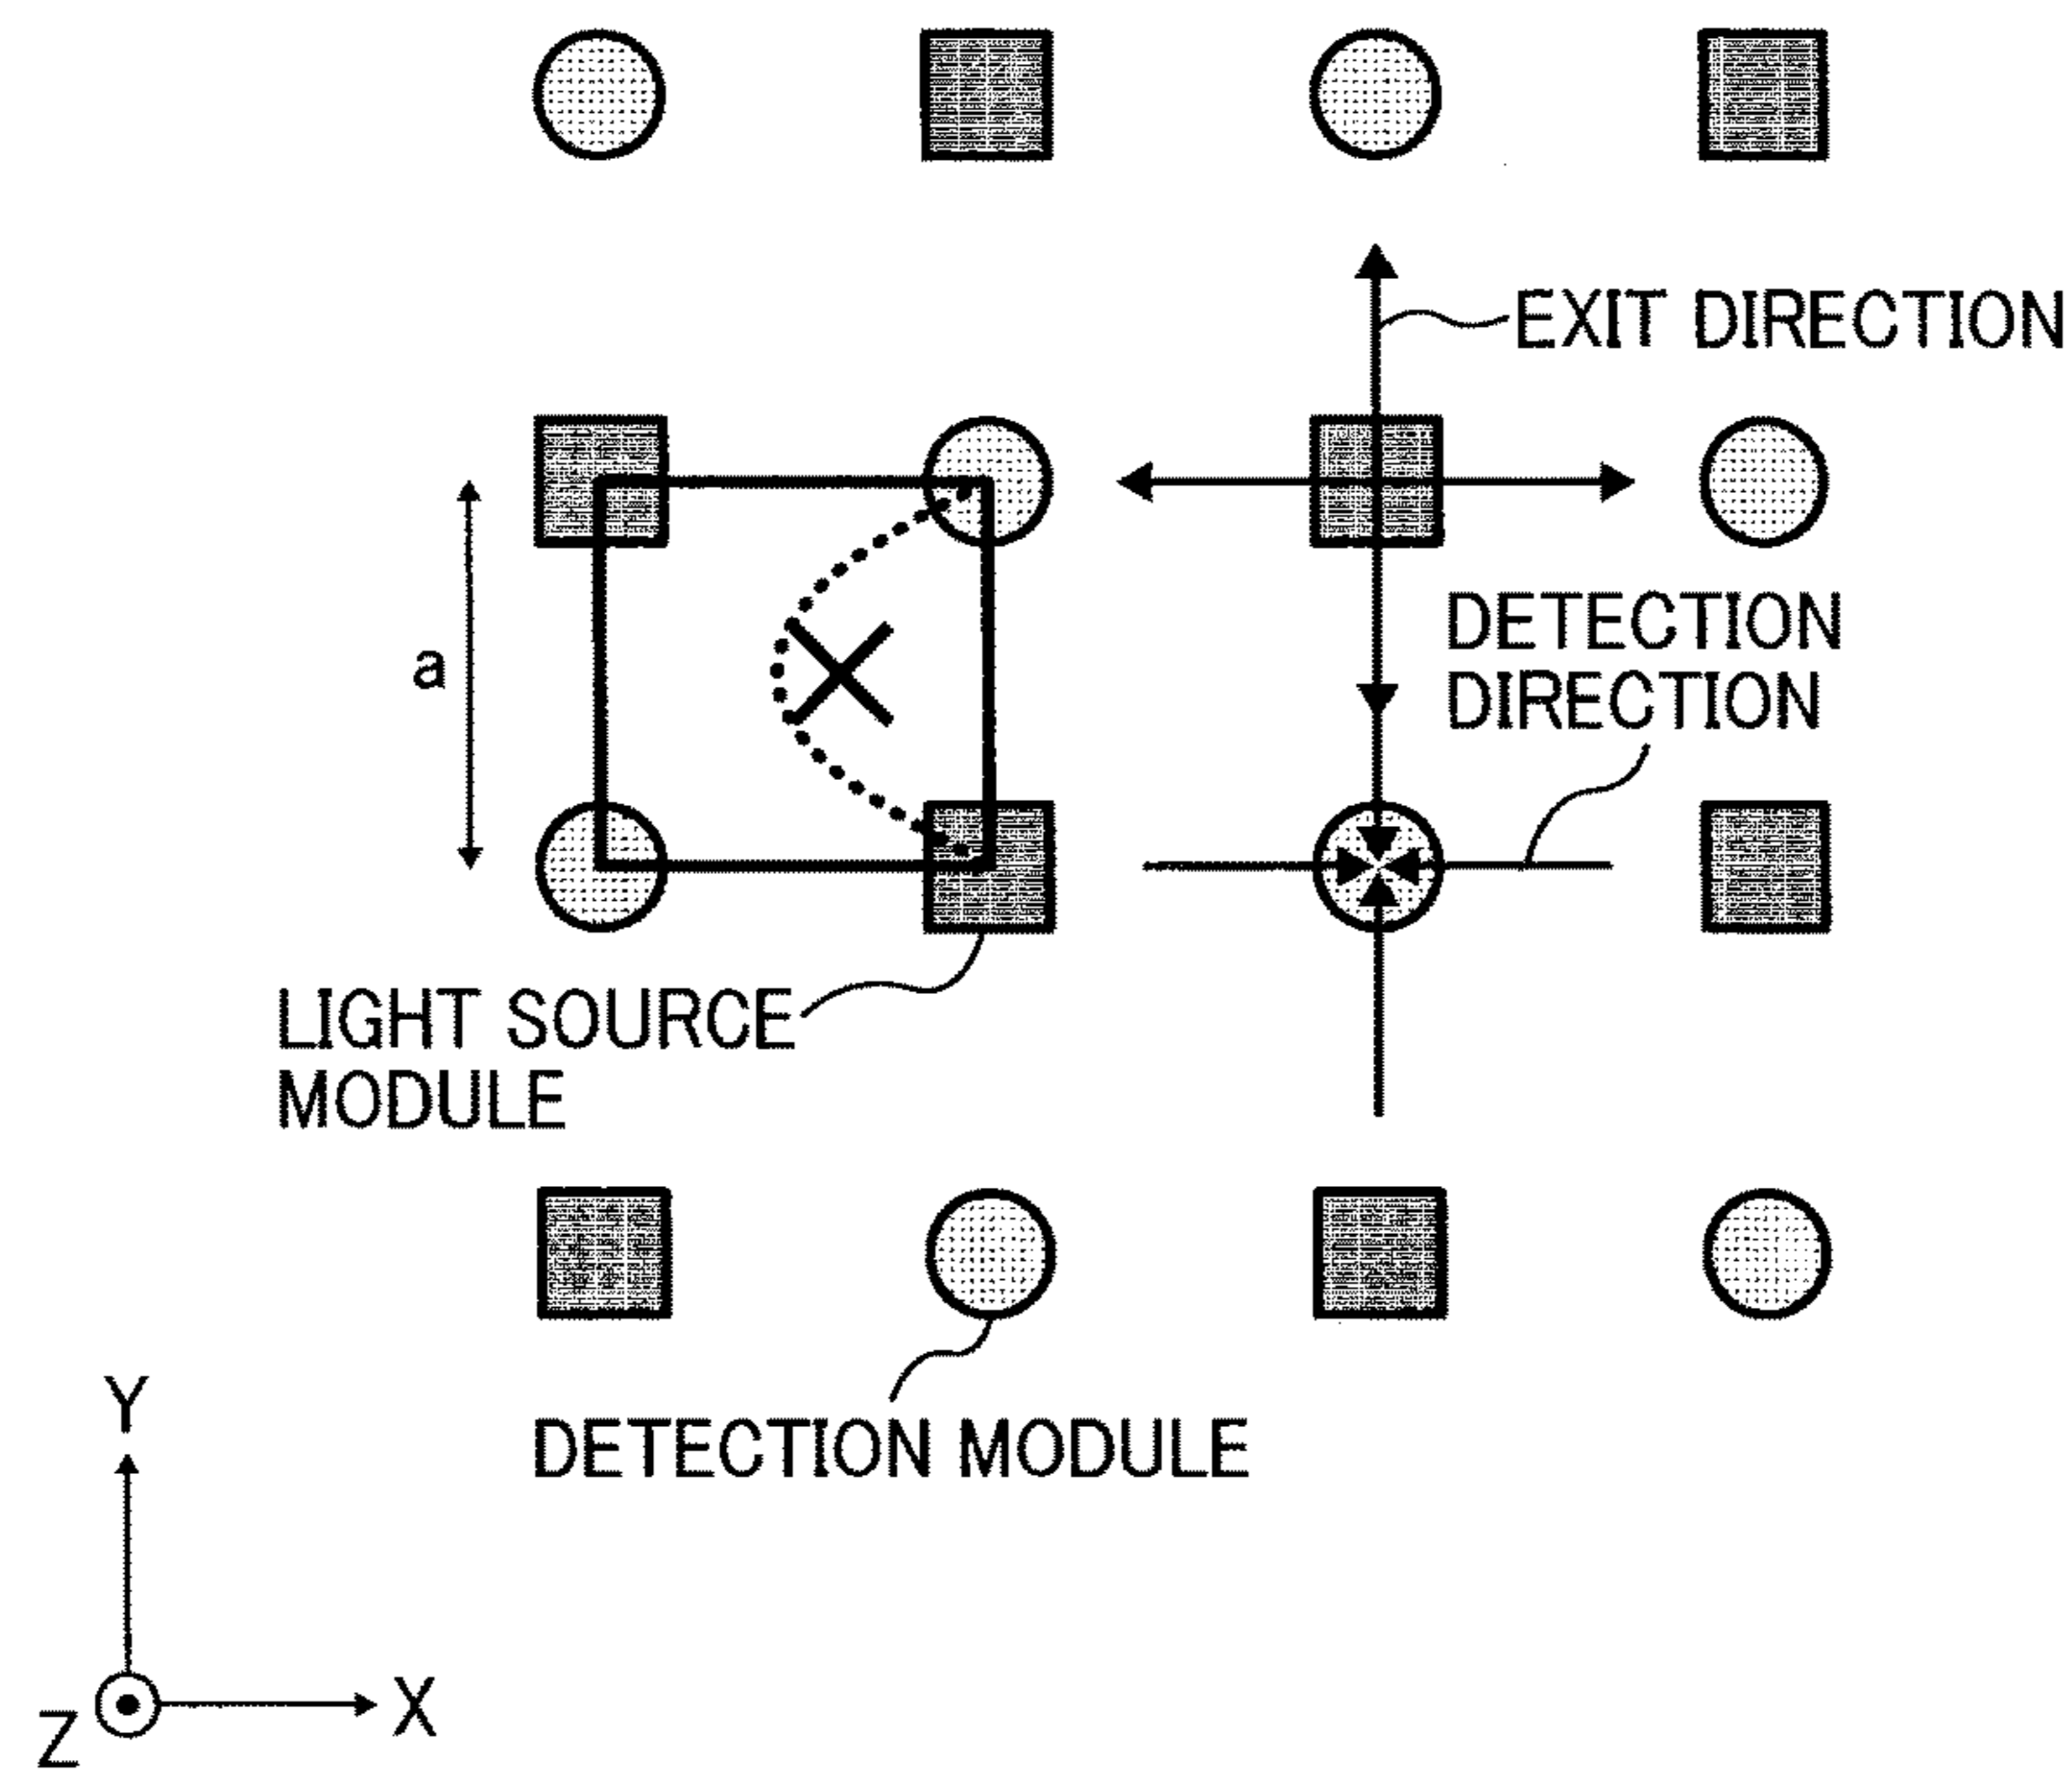 EXIT DIRECTION
DETECTION
DIRECTION
a
LIGHT SOURCE
MODULE
DETECTION MODULE
Y
X
Z